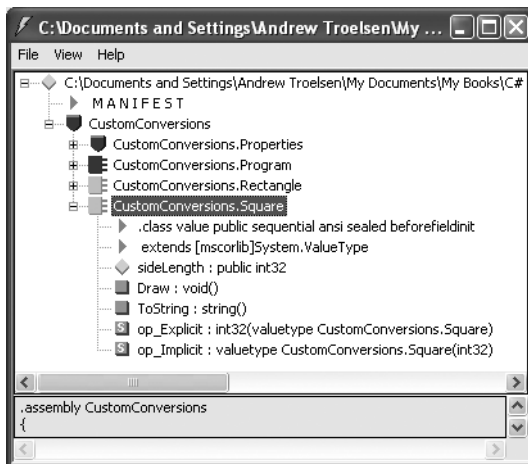 C:\Documents and Settings\Andrew Troelsen\My ...
File View Help
C:\Documents and Settings\Andrew Troelsen\My Documents\My Books\C#
M A N I F E S T
CustomConversions
CustomConversions.Properties
CustomConversions.Program
CustomConversions.Rectangle
CustomConversions.Square
.class value public sequential ansi sealed beforefieldinit
extends [mscorlib]System.ValueType
sideLength : public int32
Draw : void()
ToString : string()
S op_Explicit : int32(valuetype CustomConversions.Square)
S op_Implicit : valuetype CustomConversions.Square(int32)
.assembly CustomConversions
{